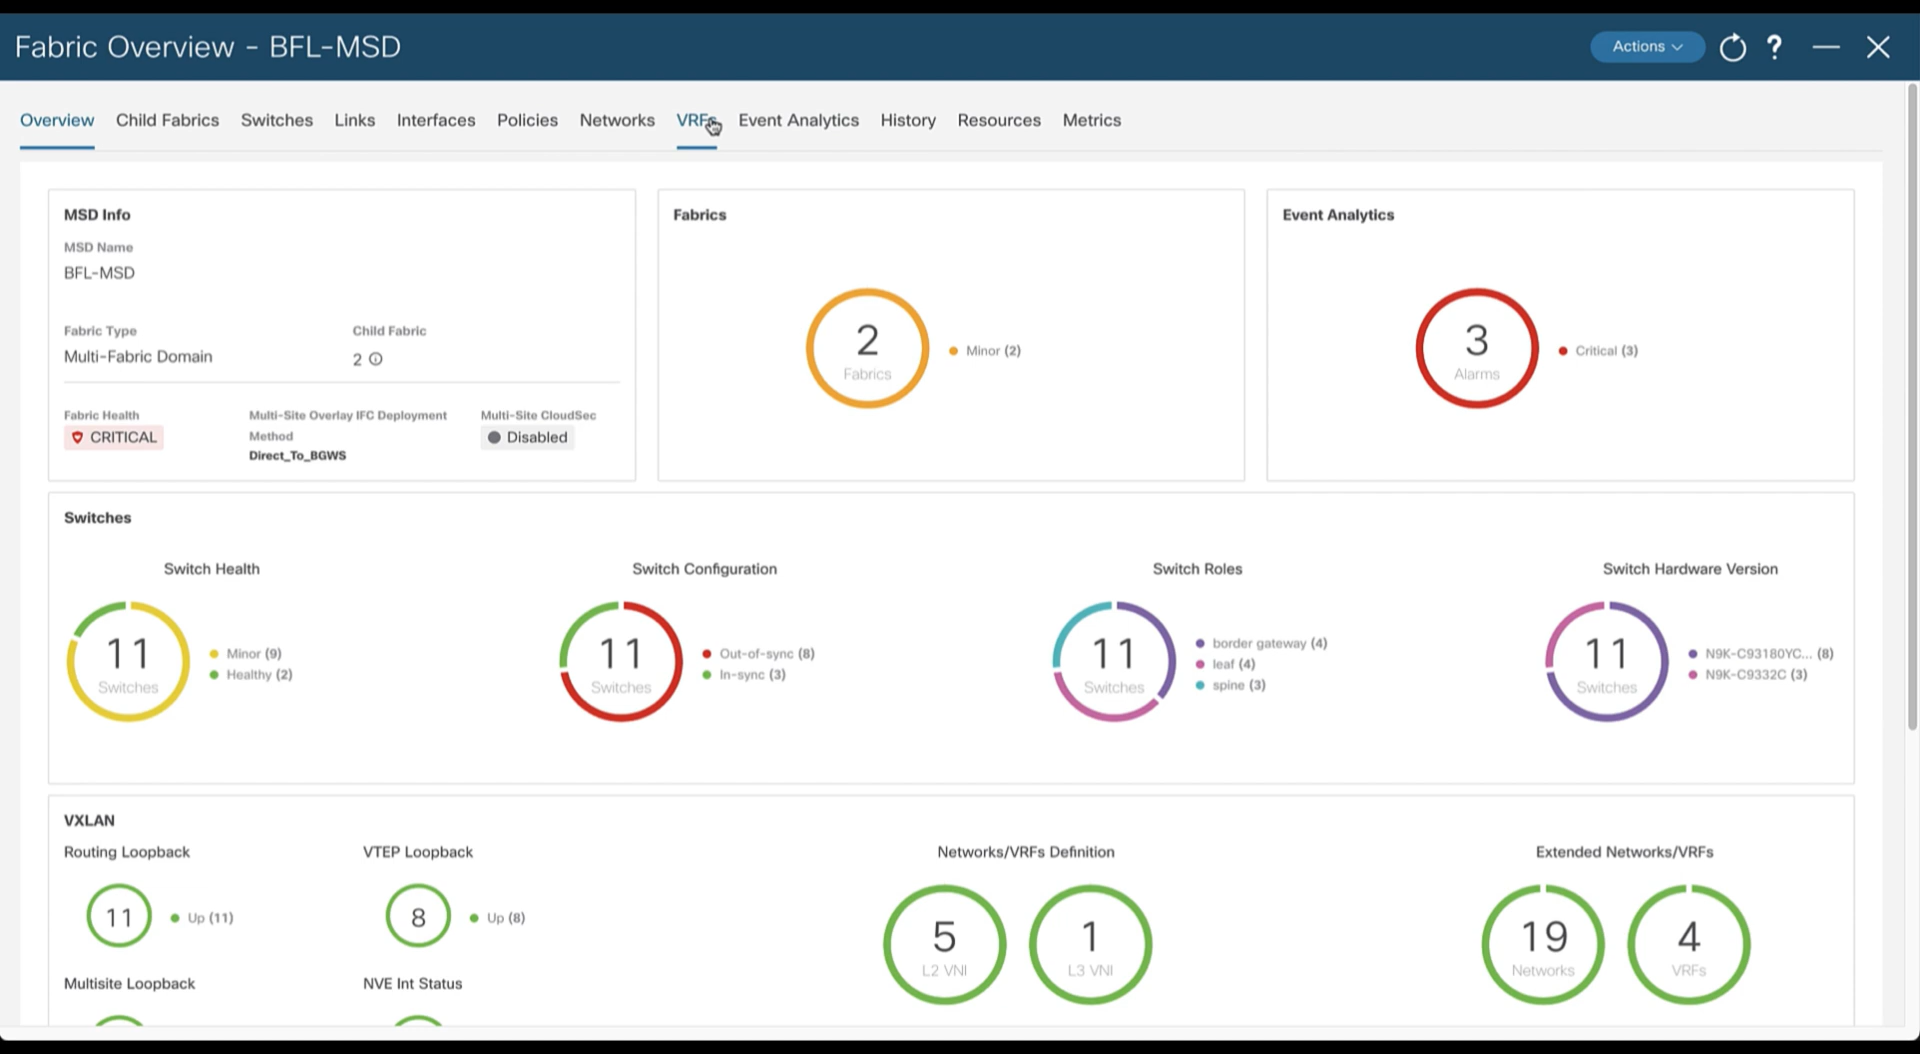 Fabric Overview - BFL-MSD
Actions
Overview Child Fabrics Switches Links Interfaces Policies Networks VRFs Event Analytics History Resources Metrics
MSD Info
MSD Name
BFL-MSD
Fabric Type
Multi-Fabric Domain
Child Fabric
2
Fabric Health
CRITICAL
Multi-Site Overlay IFC Deployment
Method
Direct_To_BGWS
Multi-Site CloudSec
Disabled
Fabrics
2
Fabrics
Minor (2)
Event Analytics
3
Alarms
Critical (3)
Switches
Switch Health
11
Switches
Minor (9)
Healthy (2)
Switch Configuration
11
Switches
Out-of-sync (8)
In-sync (3)
Switch Roles
11
Switches
border gateway (4)
leaf (4)
spine (3)
Switch Hardware Version
11
Switches
N9K-C93180YC... (8)
N9K-C9332C (3)
VXLAN
Routing Loopback
11
Up (11)
VTEP Loopback
8
Up (8)
Multisite Loopback
NVE Int Status
Networks/VRFs Definition
5
L2 VNI
1
L3 VNI
Extended Networks/VRFs
19
Networks
4
VRFs